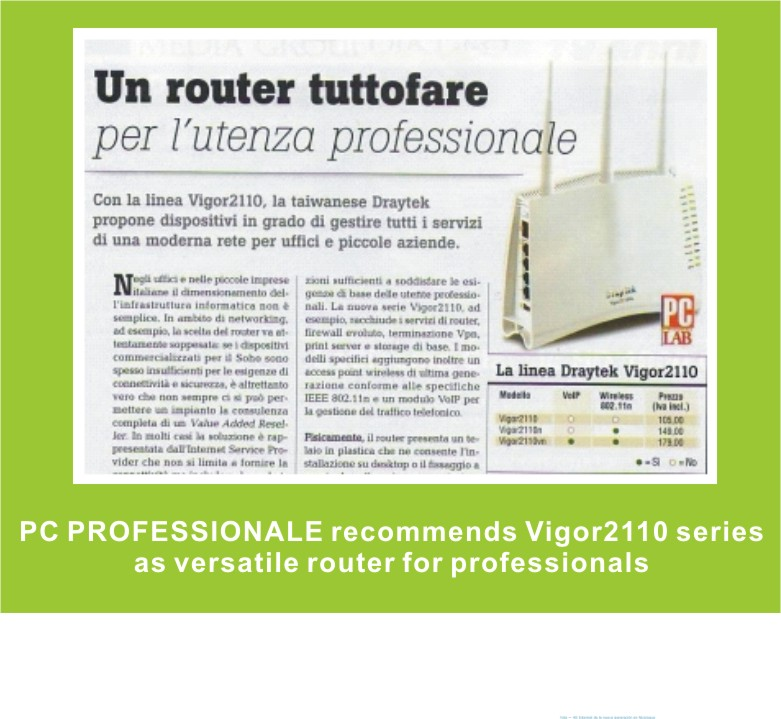 Un router tuttofare
per l'utenza professionale
Con la linea Vigor2110, la taiwanese Draytek
propone dispositivi in grado di gestire tutti i servizi
di una moderna rete per uffici e piccole aziende.
Negli uffici e nelle piccole imprese
italiane il dimensionamento del-
l'infrastruttura informatica non è
semplice. In ambito di networking,
ad esempio, la scelta del router va at-
tentamente soppesata: se i dispositivi
commercializzati per il Soho sono
spesso insufficienti per le esigenze di
connettività e sicurezza, è altrettanto
vero che non sempre ci si può per-
mettere un impianto la consulenza
completa di un Value Added Resel-
ler. In molti casi la soluzione è rap-
presentata dall'Internet Service Pro-
vider che non si limita a fornire la
zioni sufficienti a soddisfare le esi-
genze di base delle utenze professio-
nali. La nuova serie Vigor2110, ad
esempio, racchiude i servizi di router,
firewall evoluto, terminazione Vpn,
print server e storage di base. I mo-
delli specifici aggiungono inoltre un
access point wireless di ultima gene-
razione conforme alle specifiche
IEEE 802.11n e un modulo VoIP per
la gestione del traffico telefonico.
Fisicamente, il router presenta un te-
laio in plastica che ne consente l'in-
stallazione su desktop o il fissaggio a
PC
LAB
La linea Draytek Vigor2110
Modello VoIP Wireless 802.11n Prezzo (Iva incl.)
Vigor2110 ○ ○ 105,00
Vigor2110n ○ ● 149,00
Vigor2110vn ● ● 179,00
● = Sì ○ = No
PC PROFESSIONALE recommends Vigor2110 series
as versatile router for professionals